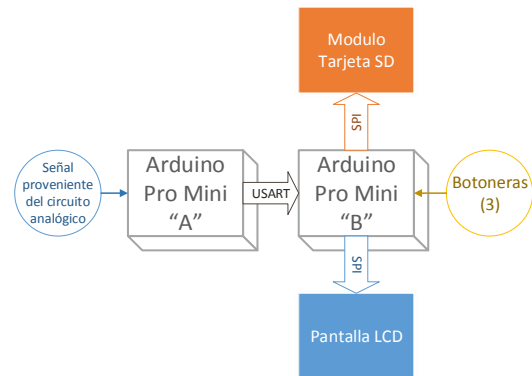 Modulo
Tarjeta SD
SPI
Señal
proveniente
del circuito
analógico
Arduino
Pro Mini
"A"
USART
Arduino
Pro Mini
"B"
Botoneras
(3)
SPI
Pantalla LCD